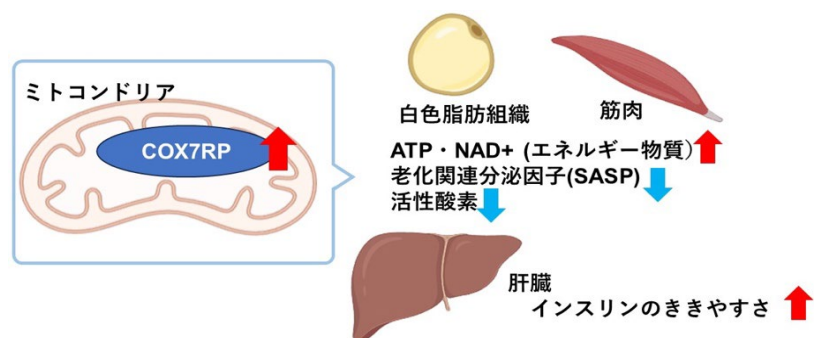 ミトコンドリア
COX7RP
白色脂肪組織
筋肉
ATP・NAD+ (エネルギー物質）
老化関連分泌因子(SASP)
活性酸素
肝臓
インスリンのききやすさ